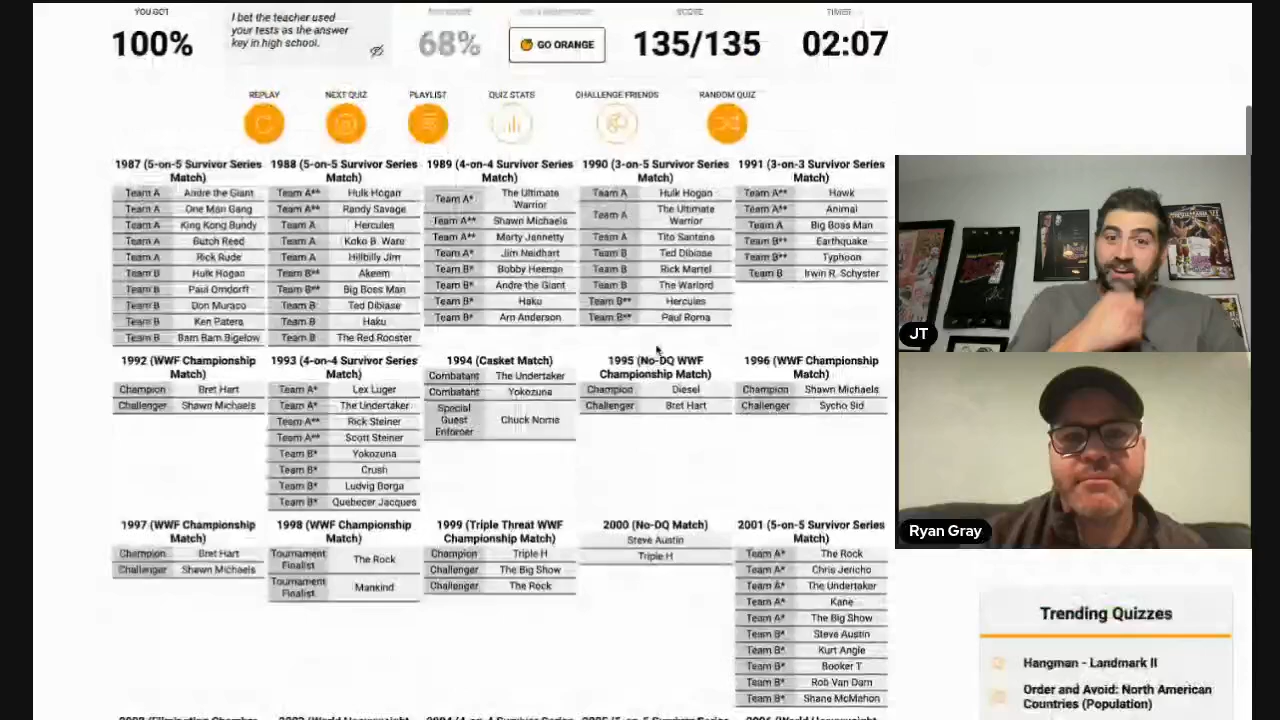 YOU GOT
SCORE
TIMER
I bet the teacher used
your tests as the answer
key in high school.
100%
68%
GO ORANGE
135/135
02:07
REPLAY
NEXT QUIZ
PLAYLIST
QUIZ STATS
CHALLENGE FRIENDS
RANDOM QUIZ
1987 (5-on-5 Survivor Series
Match)
Team A Andre the Giant
Team A One Man Gang
Team A King Kong Bundy
Team A Butch Reed
Team A Rick Rude
Team B Hulk Hogan
Team B Paul Orndorff
Team B Don Muraco
Team B Ken Patera
Team B Bam Bam Bigelow
1988 (5-on-5 Survivor Series
Match)
Team A** Hulk Hogan
Team A** Randy Savage
Team A Hercules
Team A Koko B. Ware
Team A Hillbilly Jim
Team B** Akeem
Team B** Big Boss Man
Team B Ted Dibiase
Team B Haku
Team B The Red Rooster
1989 (4-on-4 Survivor Series
Match)
Team A* The Ultimate
Warrior
Team A** Shawn Michaels
Team A** Marty Jannetty
Team A* Jim Neidhart
Team B* Bobby Heenan
Team B* Andre the Giant
Team B* Haku
Team B* Arn Anderson
1990 (3-on-5 Survivor Series
Match)
Team A Hulk Hogan
Team A The Ultimate
Warrior
Team A Tito Santana
Team B Ted Dibiase
Team B Rick Martel
Team B The Warlord
Team B** Hercules
Team B** Paul Roma
1991 (3-on-3 Survivor Series
Match)
Team A** Hawk
Team A** Animal
Team A Big Boss Man
Team B** Earthquake
Team B** Typhoon
Team B Irwin R. Schyster
JT
1992 (WWF Championship
Match)
Champion Bret Hart
Challenger Shawn Michaels
1993 (4-on-4 Survivor Series
Match)
Team A* Lex Luger
Team A* The Undertaker
Team A** Rick Steiner
Team A** Scott Steiner
Team B* Yokozuna
Team B* Crush
Team B* Ludvig Borga
Team B* Quebecer Jacques
1994 (Casket Match)
Combatant The Undertaker
Combatant Yokozuna
Special
Guest
Enforcer
Chuck Norris
1995 (No-DQ WWF
Championship Match)
Champion Diesel
Challenger Bret Hart
1996 (WWF Championship
Match)
Champion Shawn Michaels
Challenger Sycho Sid
Ryan Gray
1997 (WWF Championship
Match)
Champion Bret Hart
Challenger Shawn Michaels
1998 (WWF Championship
Match)
Tournament
Finalist
The Rock
Tournament
Finalist
Mankind
1999 (Triple Threat WWF
Championship Match)
Champion Triple H
Challenger The Big Show
Challenger The Rock
2000 (No-DQ Match)
Steve Austin
Triple H
2001 (5-on-5 Survivor Series
Match)
Team A* The Rock
Team A* Chris Jericho
Team A* The Undertaker
Team A* Kane
Team A* The Big Show
Team B* Steve Austin
Team B* Kurt Angle
Team B* Booker T
Team B* Rob Van Dam
Team B* Shane McMahon
Trending Quizzes
Hangman - Landmark II
Order and Avoid: North American
Countries (Population)